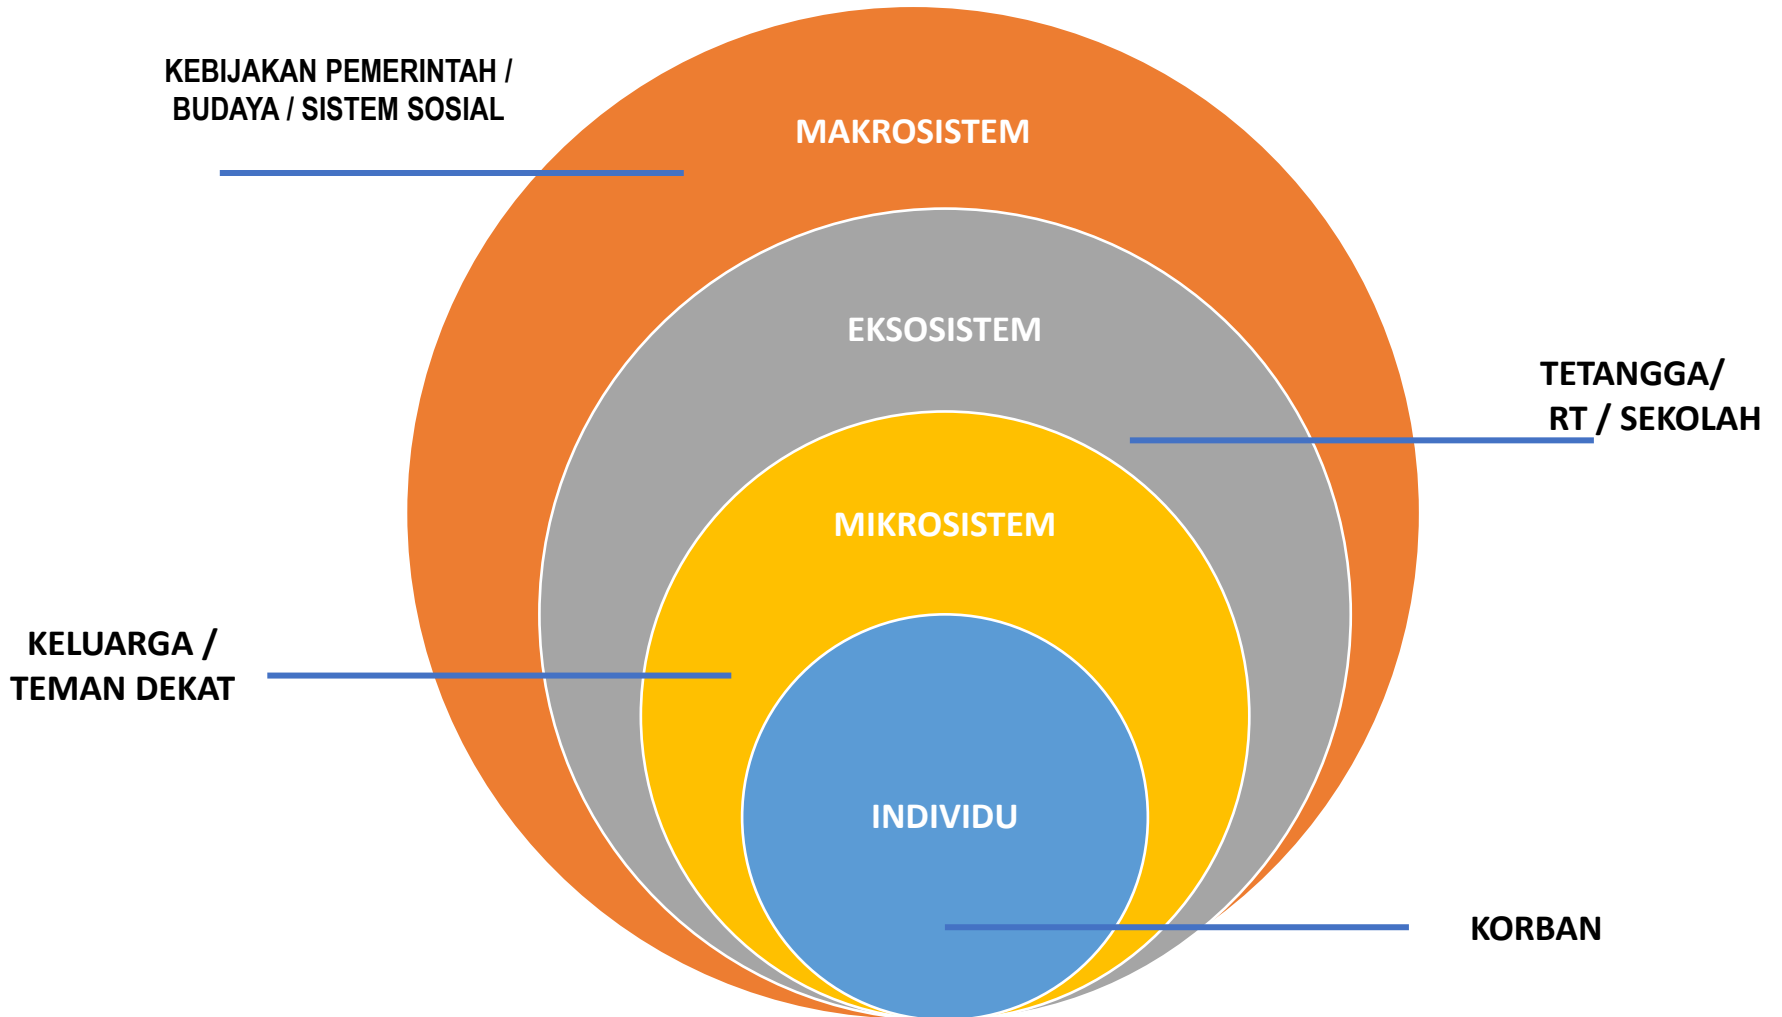 KEBIJAKAN PEMERINTAH /
BUDAYA / SISTEM SOSIAL
MAKROSISTEM
EKSOSISTEM
TETANGGA/
RT / SEKOLAH
MIKROSISTEM
KELUARGA /
TEMAN DEKAT
INDIVIDU
KORBAN